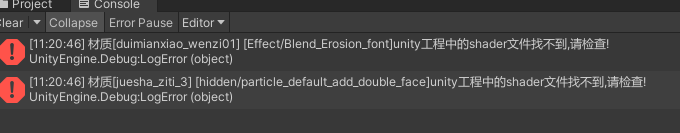 Project
Console
Clear
Collapse
Error Pause
Editor
[11:20:46] 材质[duimianxiao_wenzi01] [Effect/Blend_Erosion_font]unity工程中的shader文件找不到,请检查!
UnityEngine.Debug:LogError (object)
[11:20:46] 材质[juesha_ziti_3] [hidden/particle_default_add_double_face]unity工程中的shader文件找不到,请检查!
UnityEngine.Debug:LogError (object)